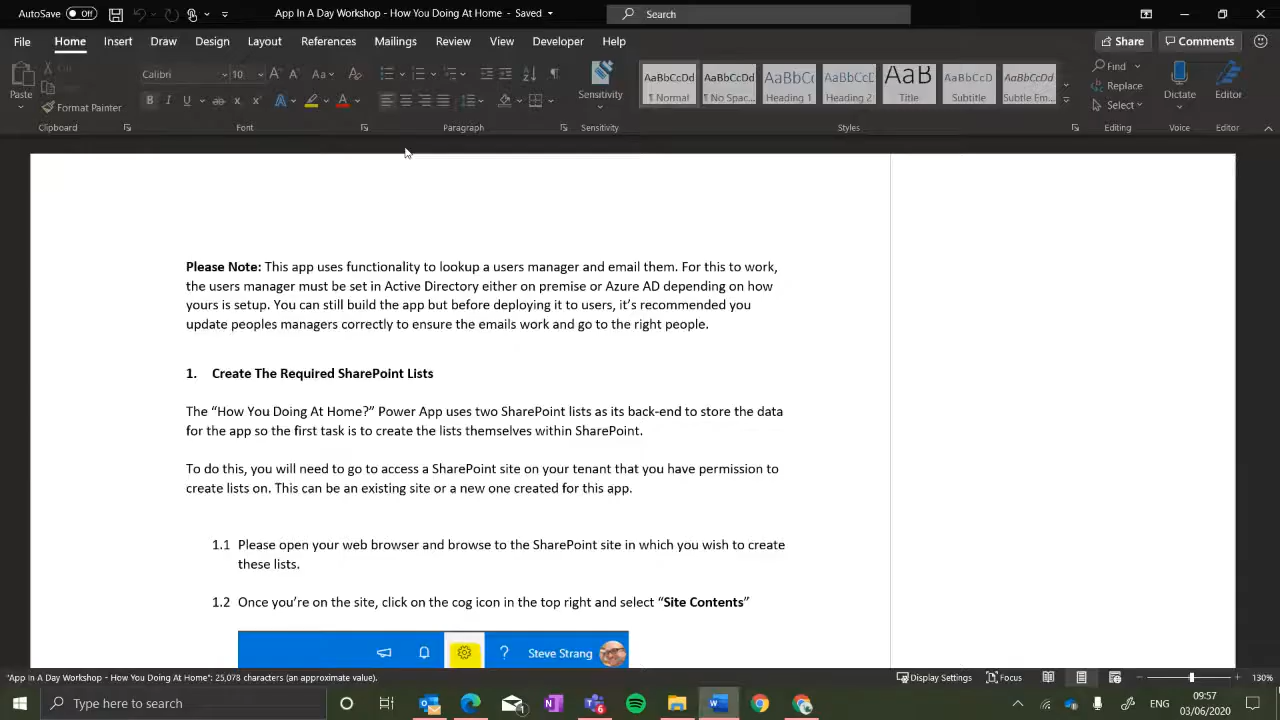 AutoSave Off App In A Day Workshop - How You Doing At Home - Saved Search
File Home Insert Draw Design Layout References Mailings Review View Developer Help Share Comments
Calibri 10 Aa AaBbCcDd AaBbCcDd AaBbCc AaBbCcD AaB AaBbCcD AaBbCcDd Find
Paste Cut
Format Painter
B I U ab x x A A
Sensitivity
¶ Normal ¶ No Spac... Heading 1 Heading 2 Title Subtitle Subtle Em...
Replace
Select
Dictate Editor
Clipboard Font Paragraph Sensitivity Styles Editing Voice Editor
Please Note: This app uses functionality to lookup a users manager and email them. For this to work,
the users manager must be set in Active Directory either on premise or Azure AD depending on how
yours is setup. You can still build the app but before deploying it to users, it's recommended you
update peoples managers correctly to ensure the emails work and go to the right people.
1. Create The Required SharePoint Lists
The “How You Doing At Home?” Power App uses two SharePoint lists as its back-end to store the data
for the app so the first task is to create the lists themselves within SharePoint.
To do this, you will need to go to access a SharePoint site on your tenant that you have permission to
create lists on. This can be an existing site or a new one created for this app.
1.1 Please open your web browser and browse to the SharePoint site in which you wish to create
these lists.
1.2 Once you're on the site, click on the cog icon in the top right and select “Site Contents”
? Steve Strang
'App In A Day Workshop - How You Doing At Home": 25,078 characters (an approximate value). Display Settings Focus 130%
Type here to search
ENG
09:57
03/06/2020